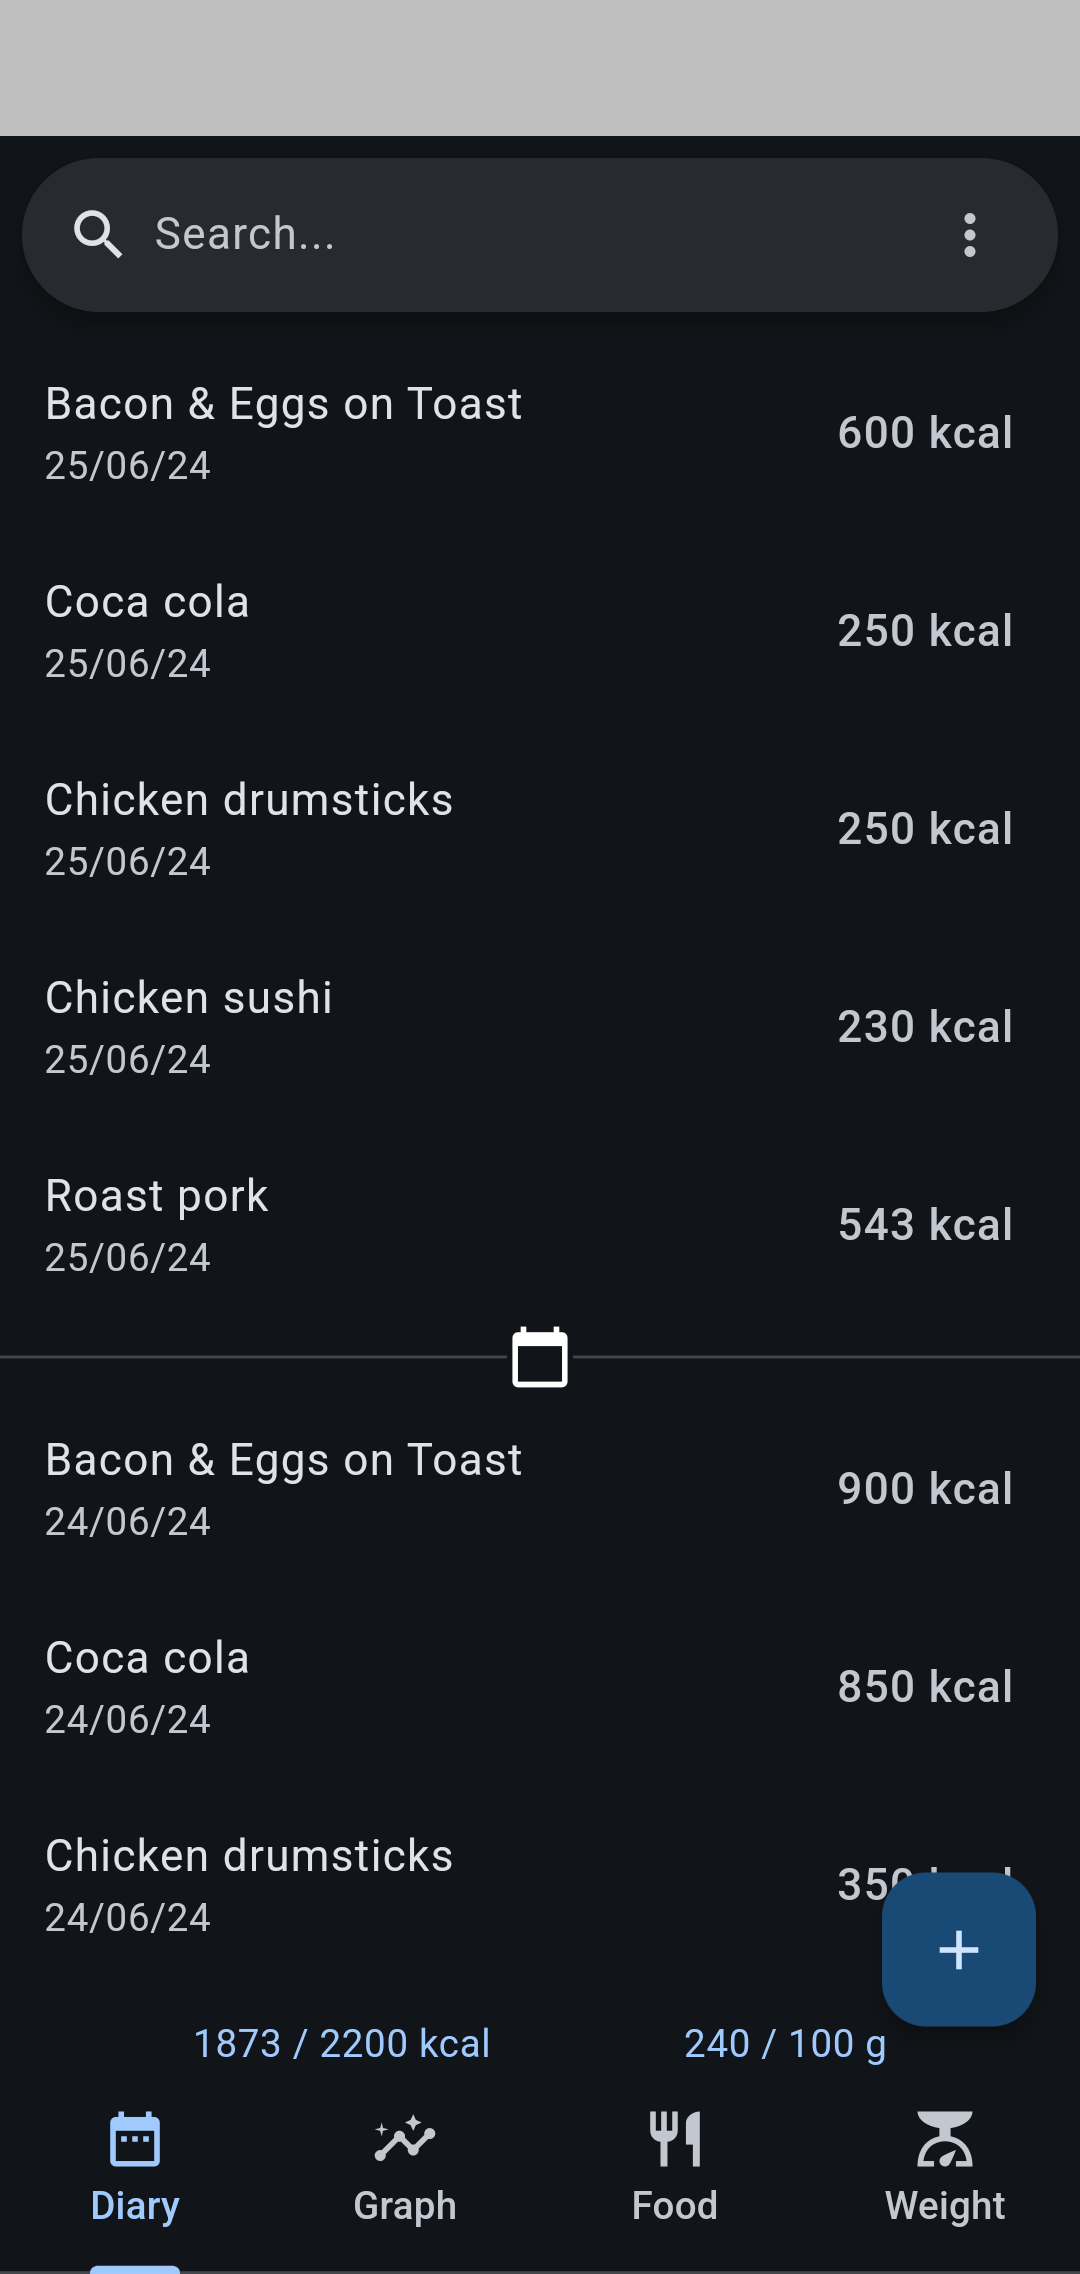 Search...
Bacon & Eggs on Toast
25/06/24
600 kcal
Coca cola
25/06/24
250 kcal
Chicken drumsticks
25/06/24
250 kcal
Chicken sushi
25/06/24
230 kcal
Roast pork
25/06/24
543 kcal
Bacon & Eggs on Toast
24/06/24
900 kcal
Coca cola
24/06/24
850 kcal
Chicken drumsticks
24/06/24
350
1873 / 2200 kcal
240 / 100 g
Diary
Graph
Food
Weight